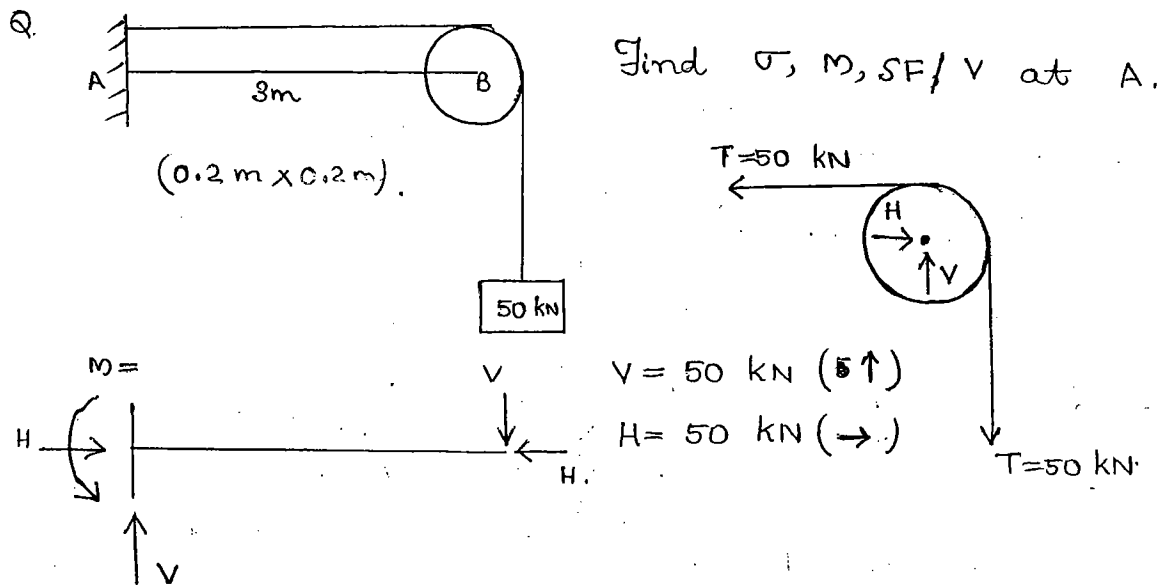 Q.
A
B
3m
(0.2 m × 0.2 m).
50 kN
Find σ, M, SF/ V at A.
T=50 kN
H
V
T=50 kN.
V = 50 kN (↑)
H = 50 kN (→)
M =
H
V
V
H.